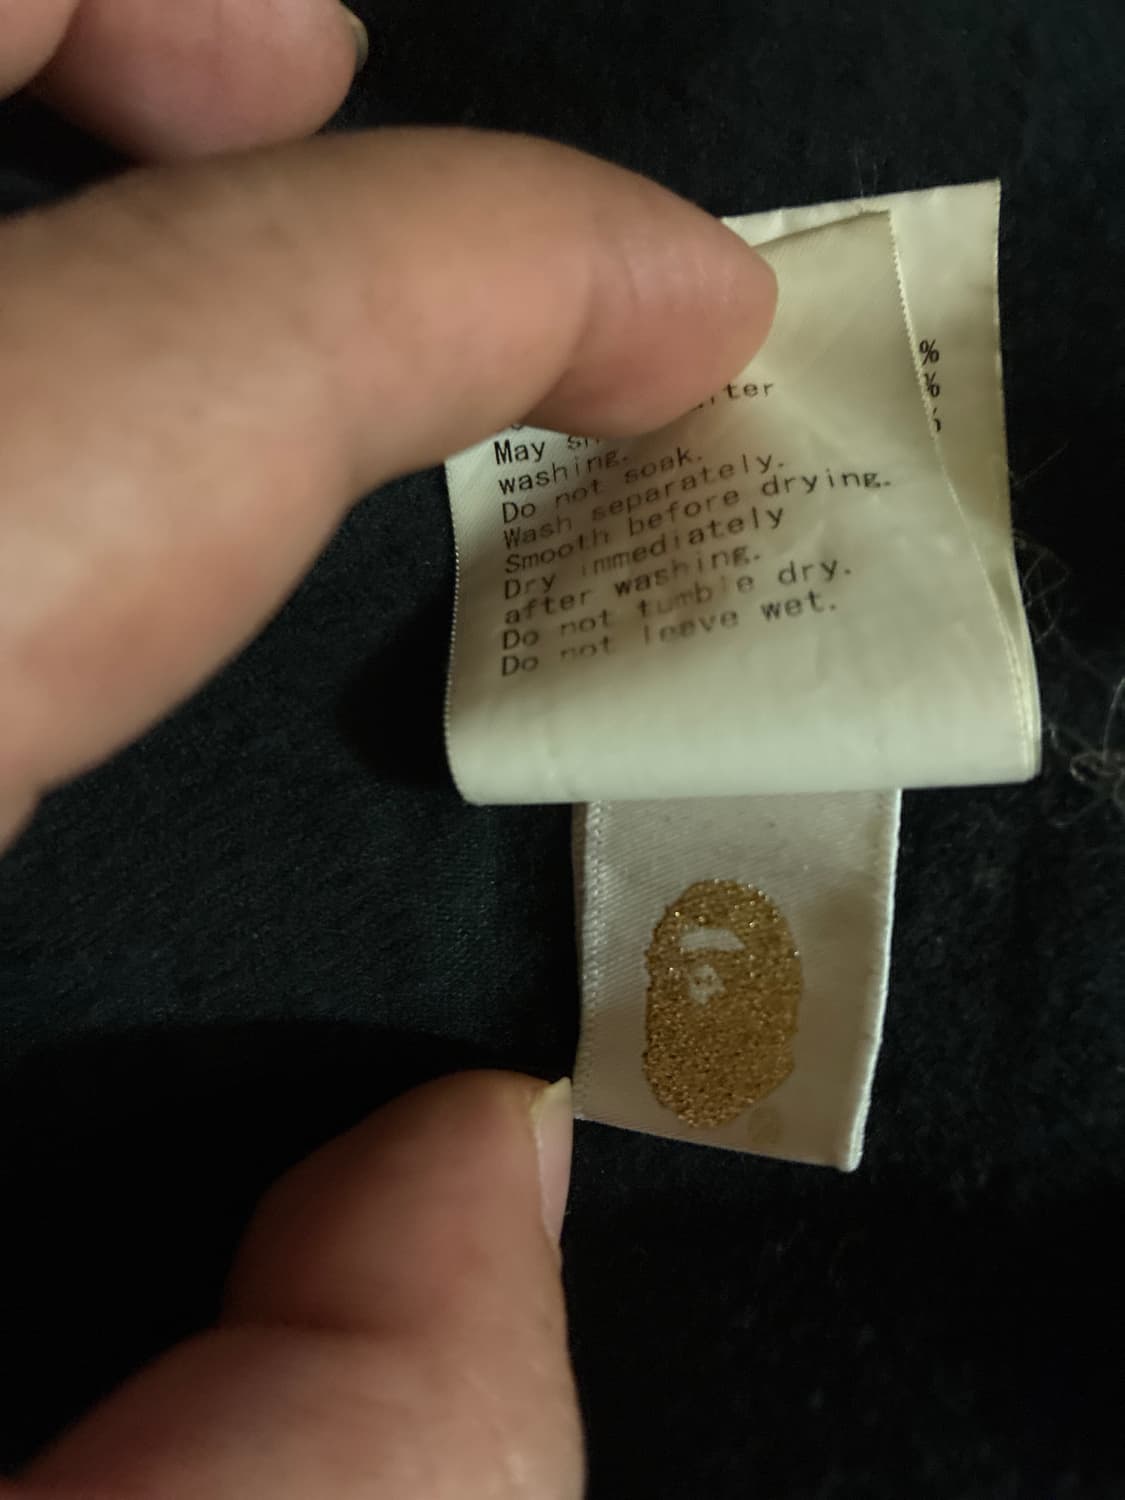 %
%
May
washing.
Do not soak.
Wash separately.
Smooth before drying.
Dry immediately
after washing.
Do not tumble dry.
Do not leave wet.